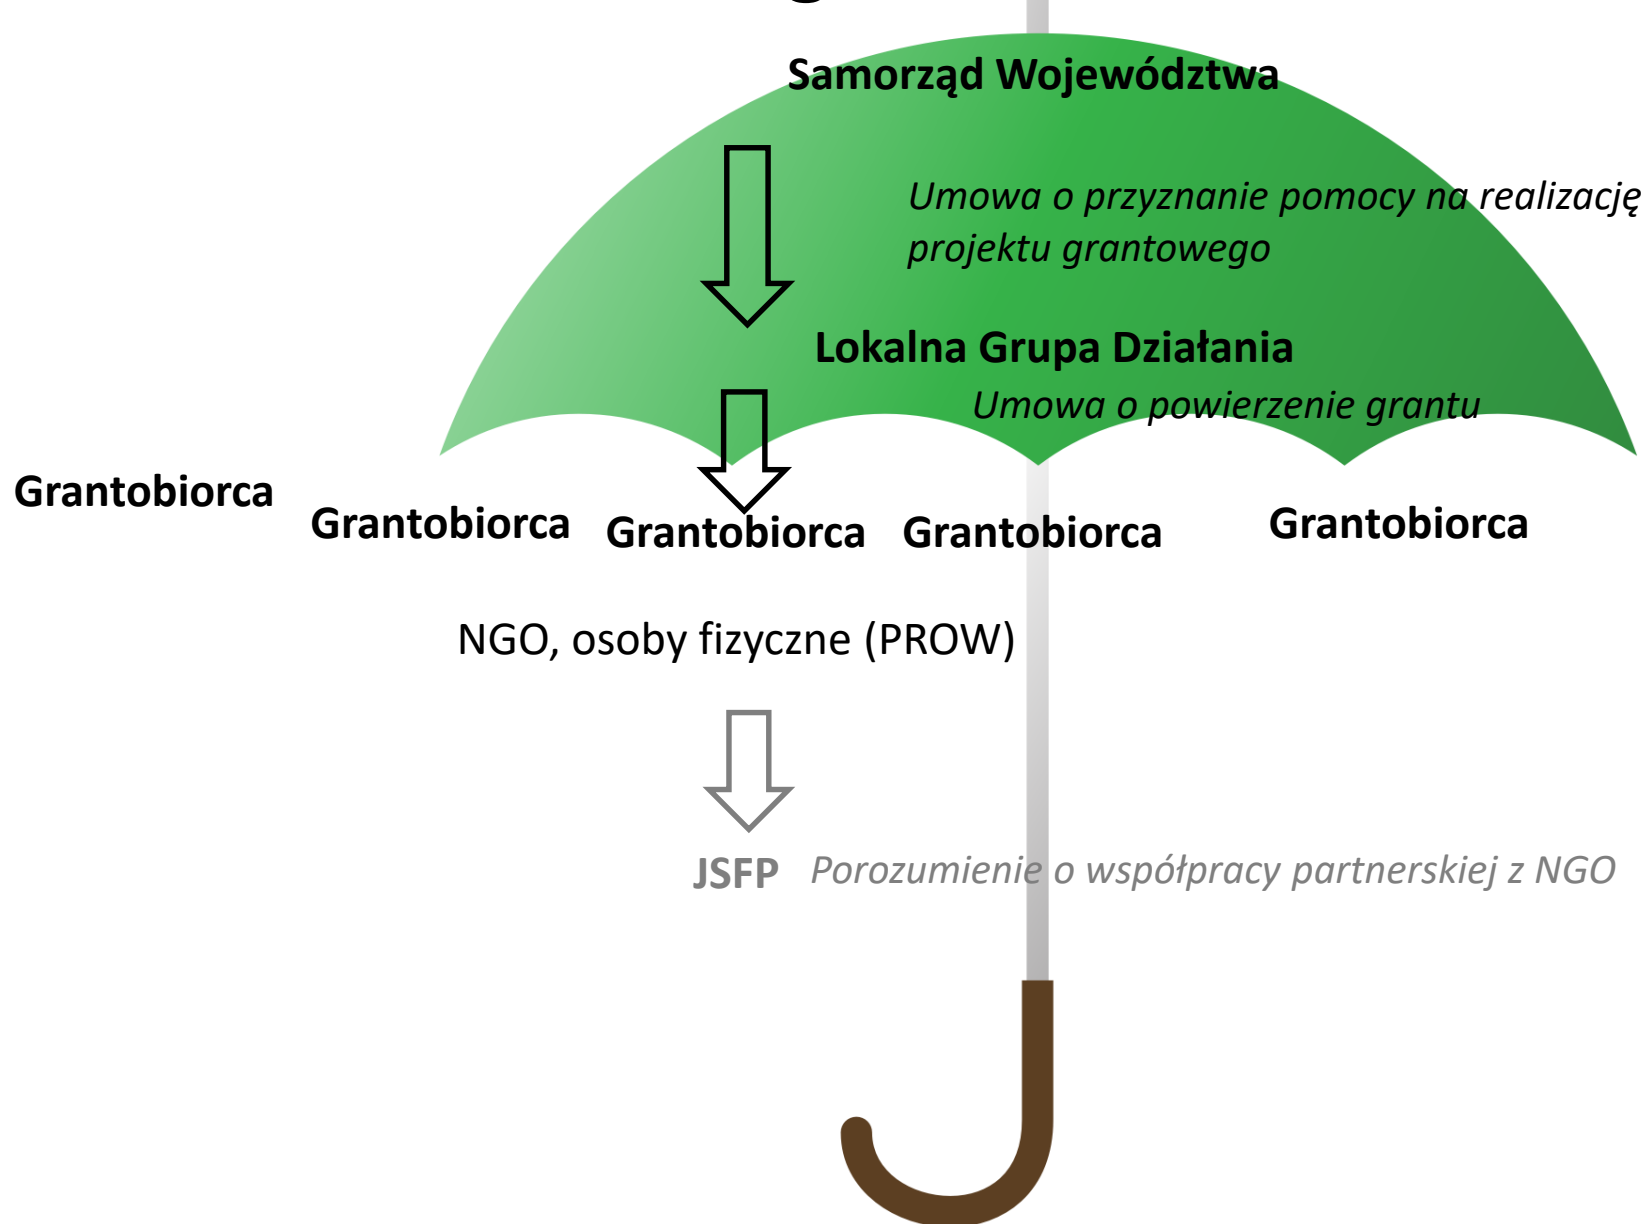 Samorząd Województwa
Umowa o przyznanie pomocy na realizację
projektu grantowego
Lokalna Grupa Działania
Umowa o powierzenie grantu
Grantobiorca
Grantobiorca
Grantobiorca
Grantobiorca
Grantobiorca
NGO, osoby fizyczne (PROW)
JSFP
Porozumienie o współpracy partnerskiej z NGO